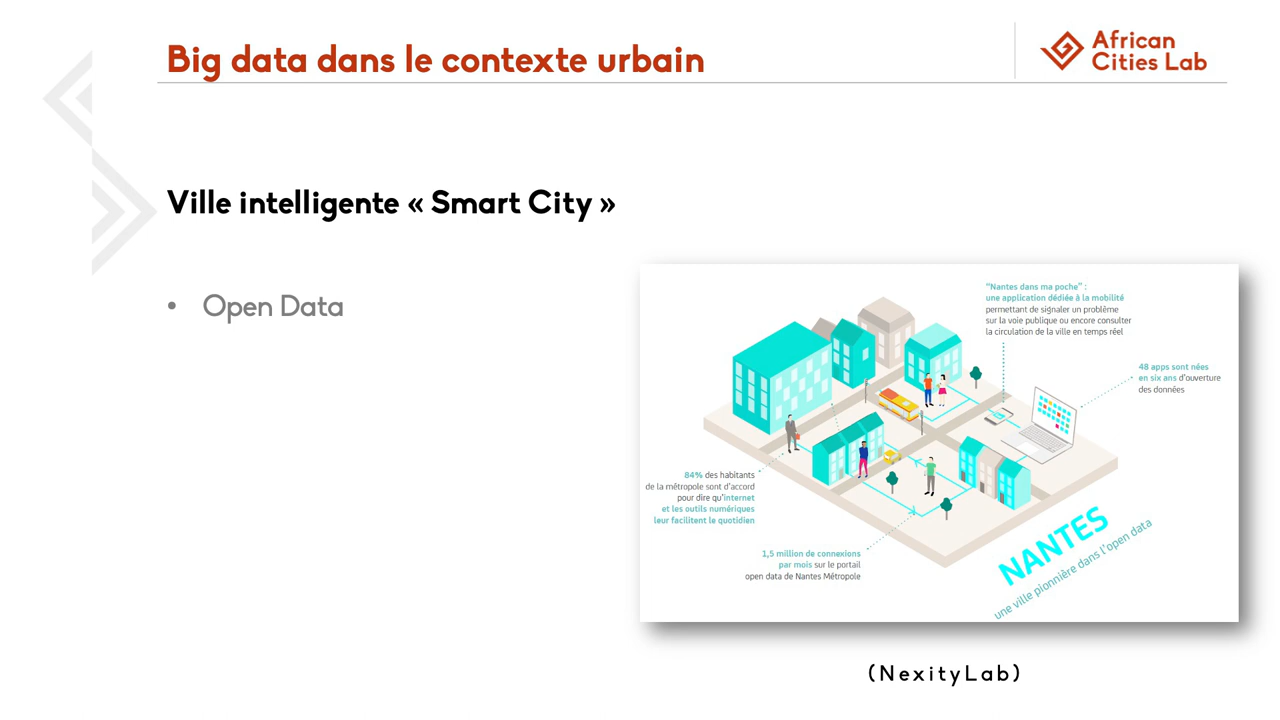 Big data dans le contexte urbain
African
Cities Lab
Ville intelligente « Smart City »
• Open Data
"Nantes dans ma poche" :
une application dédiée à la mobilité
permettant de signaler un problème
sur la voie publique ou encore consulter
la circulation de la ville en temps réel
48 apps sont nées
en six ans d'ouverture
des données
84% des habitants
de la métropole sont d'accord
pour dire qu'internet
et les outils numériques
leur facilitent le quotidien
1,5 million de connexions
par mois sur le portail
open data de Nantes Métropole
NANTES
une ville pionnière dans l'open data
(NexityLab)